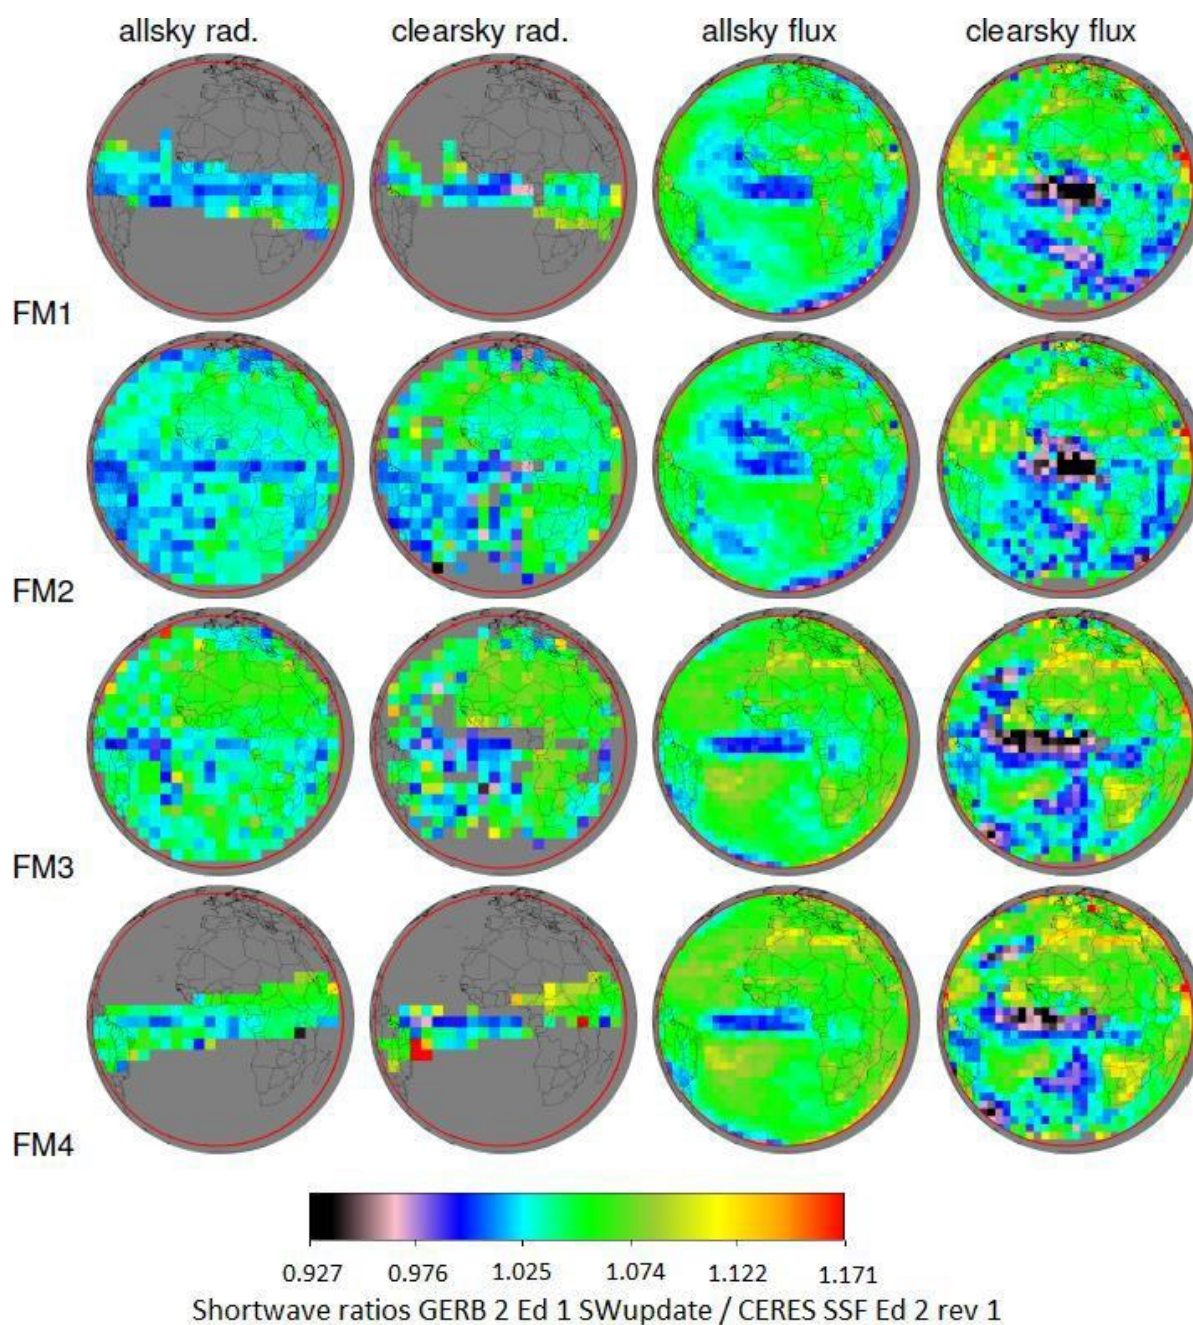 allsky rad. clearsky rad. allsky flux clearsky flux
FM1
FM2
FM3
FM4
0.927 0.976 1.025 1.074 1.122 1.171
Shortwave ratios GERB 2 Ed 1 SWupdate / CERES SSF Ed 2 rev 1